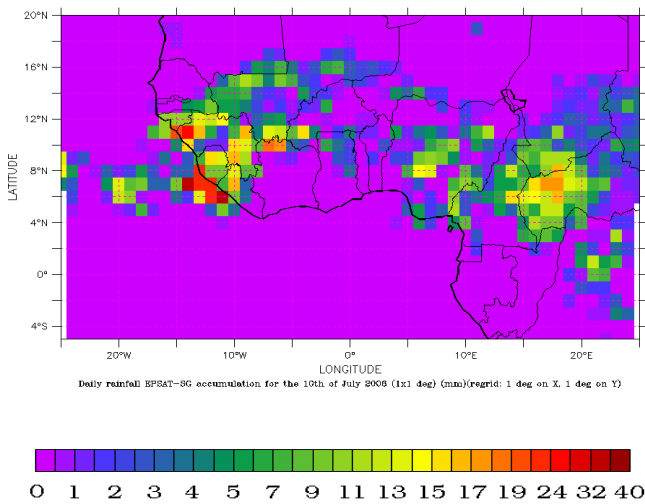 20°N
16°N
12°N
8°N
4°N
0°
4°S
LATITUDE
20°W 10°W 0° 10°E 20°E
LONGITUDE
Daily rainfall EPSAT-SG accumulation for the 10th of July 2006 (1x1 deg) (mm)(regrid: 1 deg on X, 1 deg on Y)
0 1 2 3 4 5 7 9 11 13 15 17 19 24 32 40